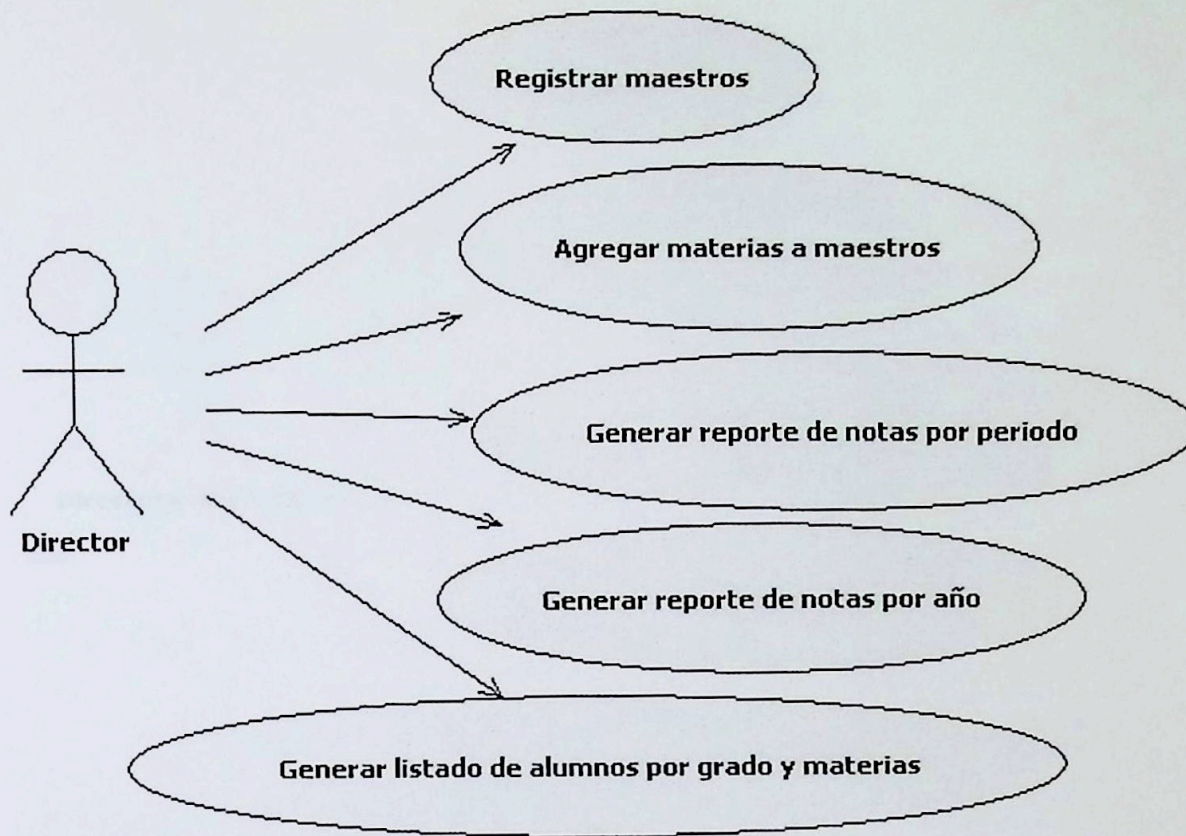 Registrar maestros
Agregar materias a maestros
Generar reporte de notas por periodo
Generar reporte de notas por año
Director
Generar listado de alumnos por grado y materias